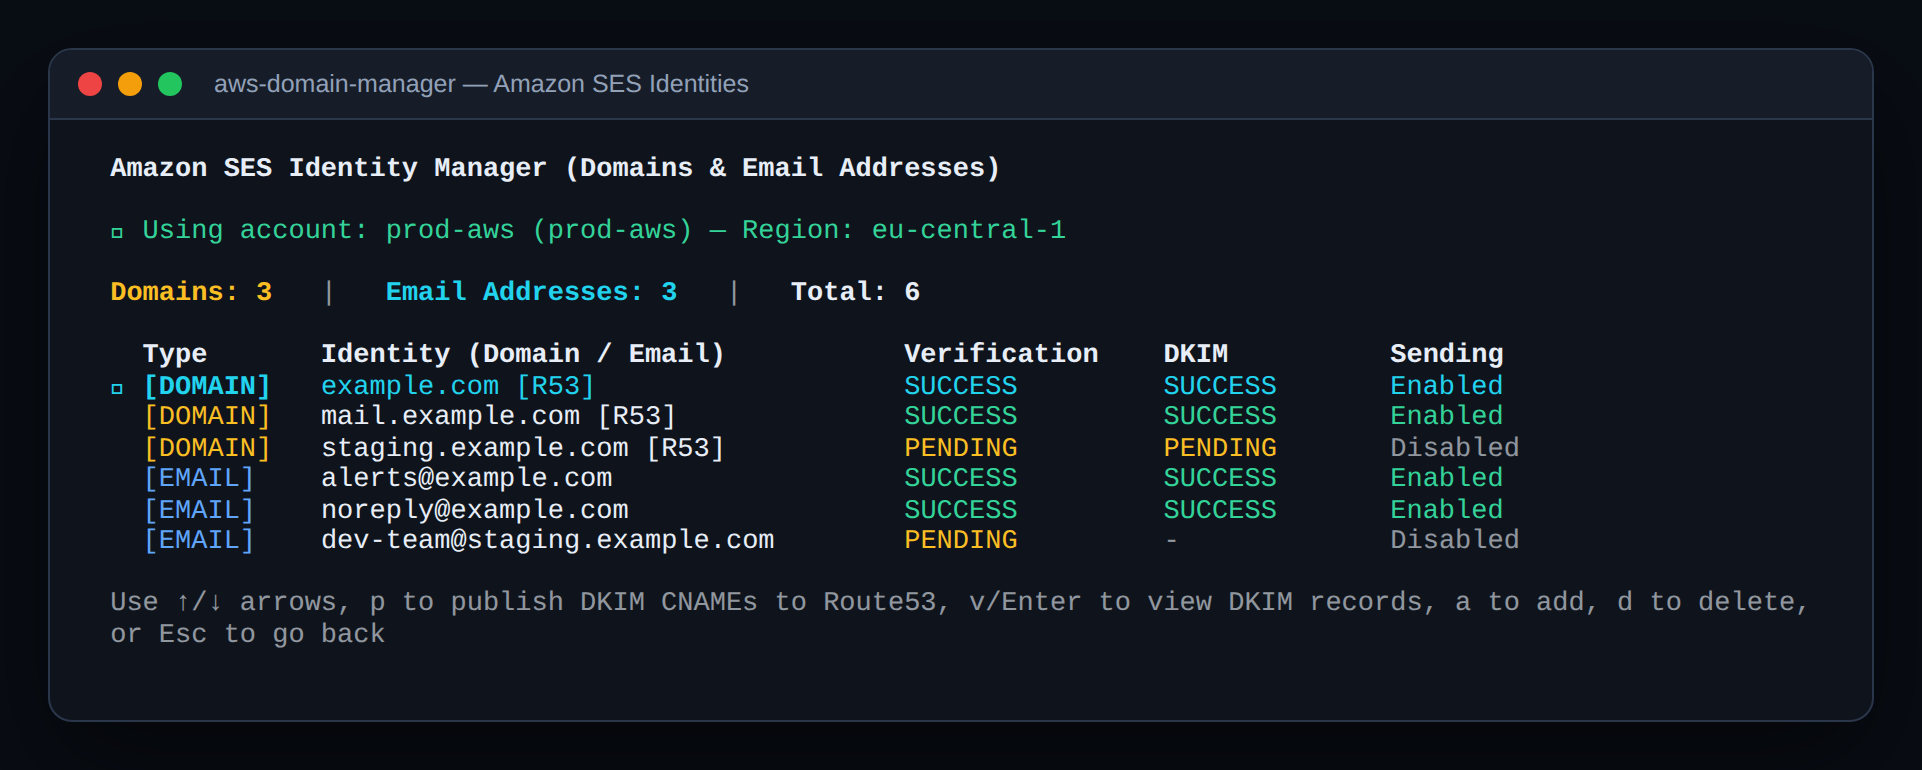 aws-domain-manager — Amazon SES Identities
Amazon SES Identity Manager (Domains & Email Addresses)
Using account: prod-aws (prod-aws) — Region: eu-central-1
Domains: 3 | Email Addresses: 3 | Total: 6
Type Identity (Domain / Email) Verification DKIM Sending
[DOMAIN] example.com [R53] SUCCESS SUCCESS Enabled
[DOMAIN] mail.example.com [R53] SUCCESS SUCCESS Enabled
[DOMAIN] staging.example.com [R53] PENDING PENDING Disabled
[EMAIL] alerts@example.com SUCCESS SUCCESS Enabled
[EMAIL] noreply@example.com SUCCESS SUCCESS Enabled
[EMAIL] dev-team@staging.example.com PENDING - Disabled
Use ↑/↓ arrows, p to publish DKIM CNAMEs to Route53, v/Enter to view DKIM records, a to add, d to delete,
or Esc to go back